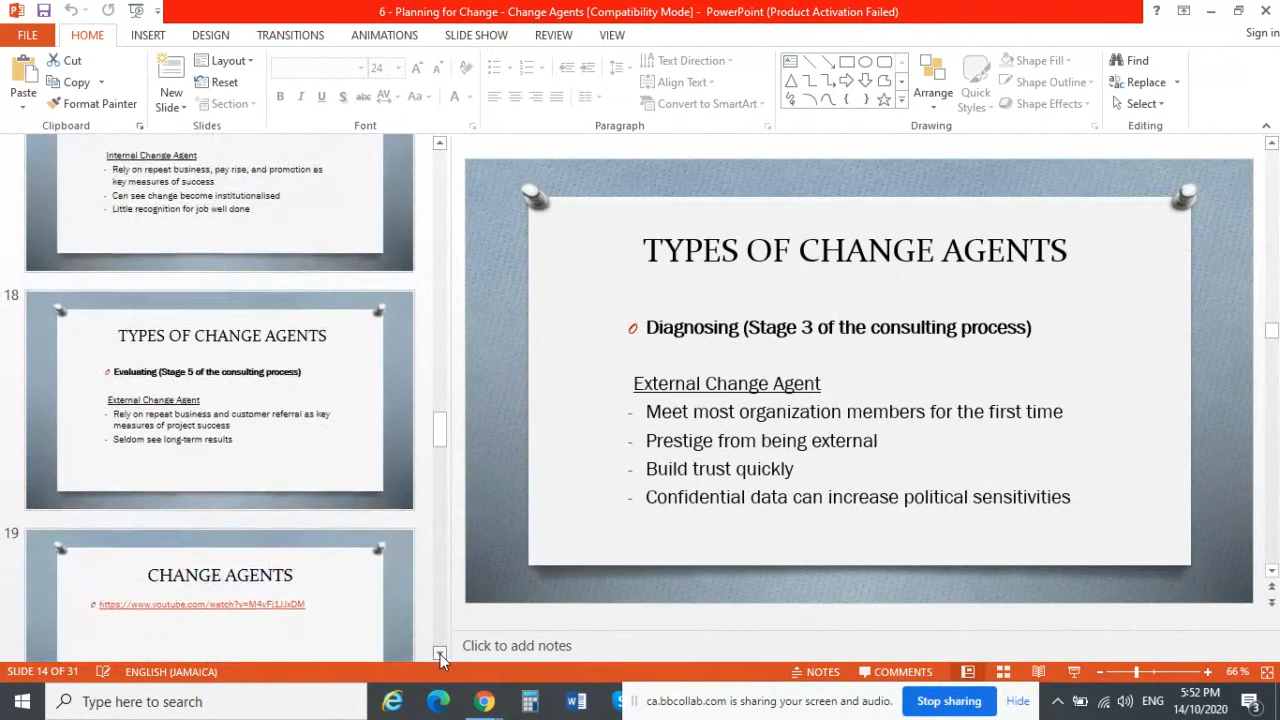 6 - Planning for Change - Change Agents [Compatibility Mode] - PowerPoint (Product Activation Failed)
FILE HOME INSERT DESIGN TRANSITIONS ANIMATIONS SLIDE SHOW REVIEW VIEW Sign in
Paste
Cut
Copy
Format Painter
Clipboard
New
Slide
Layout
Reset
Section
Slides
24
Font
Text Direction
Align Text
Convert to SmartArt
Paragraph
Arrange
Quick
Styles
Shape Fill
Shape Outline
Shape Effects
Drawing
Find
Replace
Select
Editing
Internal Change Agent
- Rely on repeat business, pay rise, and promotion as
key measures of success
- Can see change become institutionalised
- Little recognition for job well done
18
TYPES OF CHANGE AGENTS
Evaluating (Stage 5 of the consulting process)
External Change Agent
- Rely on repeat business and customer referral as key
measures of project success
- Seldom see long-term results
19
CHANGE AGENTS
TYPES OF CHANGE AGENTS
Diagnosing (Stage 3 of the consulting process)
External Change Agent
- Meet most organization members for the first time
- Prestige from being external
- Build trust quickly
- Confidential data can increase political sensitivities
Click to add notes
SLIDE 14 OF 31 ENGLISH (JAMAICA) NOTES COMMENTS 66 %
Type here to search
ca.bbcollab.com is sharing your screen and audio.
Stop sharing
Hide
ENG
5:52 PM
14/10/2020
3